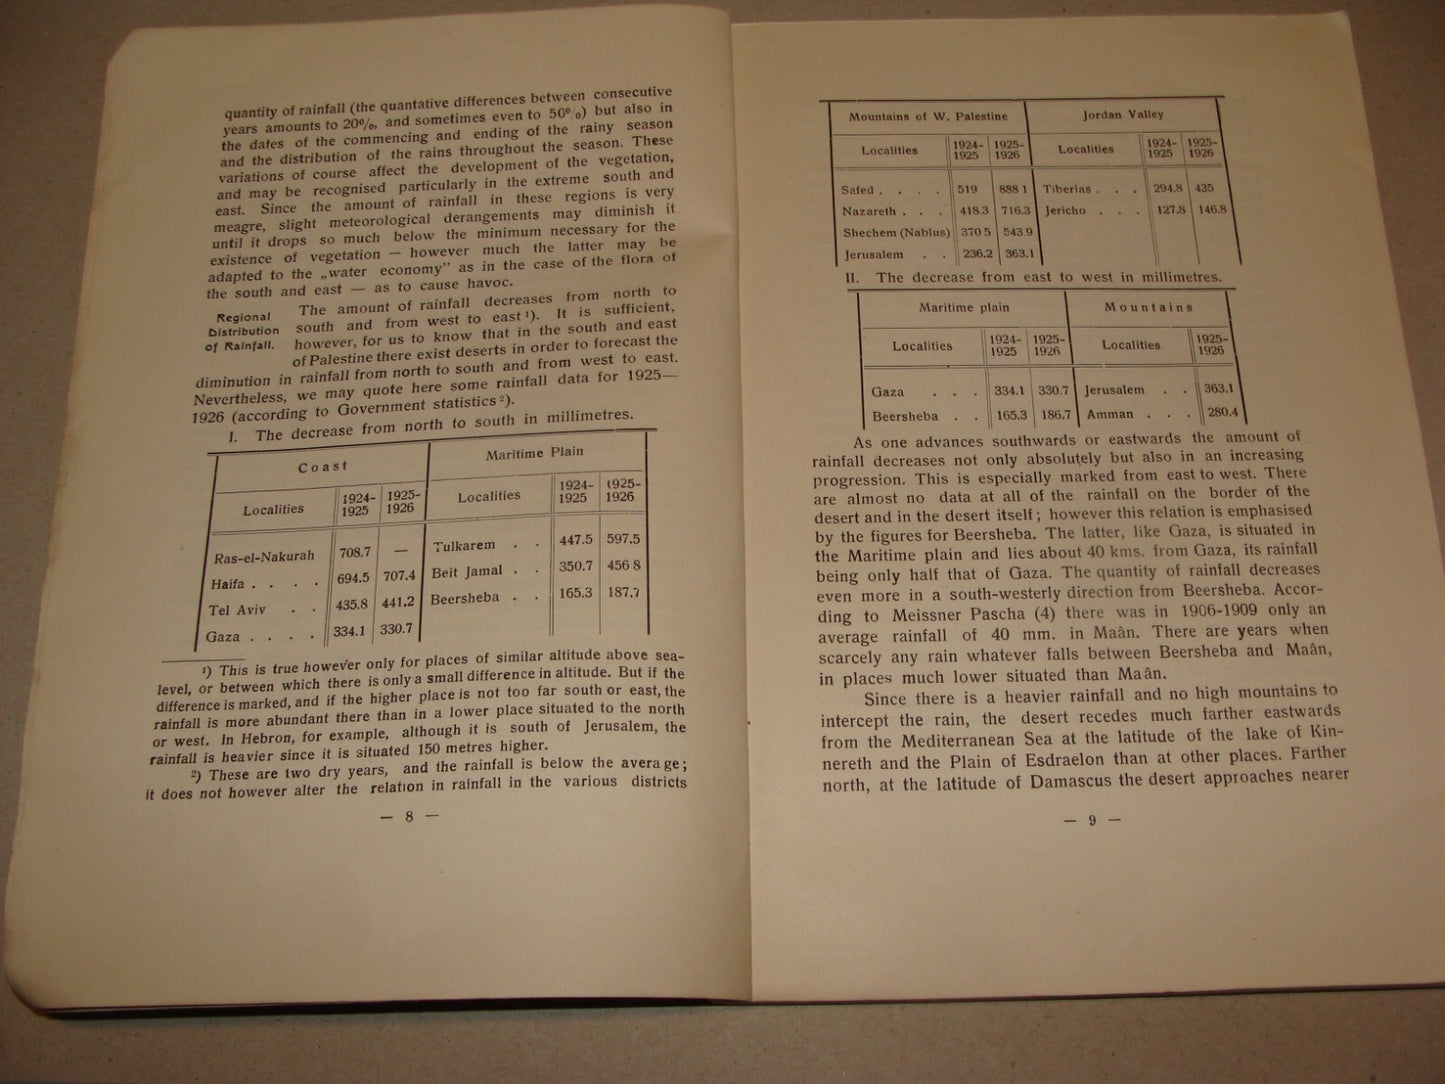 quantity of rainfall (the quantative differences between consecutive
years amounts to 20%, and sometimes even to 50%) but also in
the dates of the commencing and ending of the rainy season
and the distribution of the rains throughout the season. These
variations of course affect the development of the vegetation,
and may be recognised particularly in the extreme south and
east. Since the amount of rainfall in these regions is very
meagre, slight meteorological derangements may diminish it
until it drops so much below the minimum necessary for the
existence of vegetation — however much the latter may be
adapted to the „water economy" as in the case of the flora of
the south and east — as to cause havoc.
Regional
Distribution
of Rainfall.
The amount of rainfall decreases from north to
south and from west to east ¹). It is sufficient,
however, for us to know that in the south and east
of Palestine there exist deserts in order to forecast the
diminution in rainfall from north to south and from west to east.
Nevertheless, we may quote here some rainfall data for 1925—
1926 (according to Government statistics ²).
I. The decrease from north to south in millimetres.
Coast Maritime Plain
Localities 1924-1925 1925-1926 Localities 1924-1925 1925-1926
Ras-el-Nakurah 708.7 — Tulkarem . . 447.5 597.5
Haifa . . . . 694.5 707.4 Beit Jamal . . 350.7 456 8
Tel Aviv . . 435.8 441.2 Beersheba . . 165.3 187.7
Gaza . . . . 334.1 330.7
¹) This is true however only for places of similar altitude above sea-
level, or between which there is only a small difference in altitude. But if the
difference is marked, and if the higher place is not too far south or east, the
rainfall is more abundant there than in a lower place situated to the north
or west. In Hebron, for example, although it is south of Jerusalem, the
rainfall is heavier since it is situated 150 metres higher.
²) These are two dry years, and the rainfall is below the average;
it does not however alter the relation in rainfall in the various districts
— 8 —
Mountains of W. Palestine Jordan Valley
Localities 1924-1925 1925-1926 Localities 1924-1925 1925-1926
Safed . . . . 519 888 1 Tiberias . . . 294.8 435
Nazareth . . . 418.3 716.3 Jericho . . . 127.8 146.8
Shechem (Nablus) 370 5 543 9
Jerusalem . . 236.2 363.1
II. The decrease from east to west in millimetres.
Maritime plain Mountains
Localities 1924-1925 1925-1926 Localities 1925-1926
Gaza . . . 334.1 330.7 Jerusalem . . 363.1
Beersheba . . 165.3 186.7 Amman . . . 280.4
As one advances southwards or eastwards the amount of
rainfall decreases not only absolutely but also in an increasing
progression. This is especially marked from east to west. There
are almost no data at all of the rainfall on the border of the
desert and in the desert itself; however this relation is emphasised
by the figures for Beersheba. The latter, like Gaza, is situated in
the Maritime plain and lies about 40 kms. from Gaza, its rainfall
being only half that of Gaza. The quantity of rainfall decreases
even more in a south-westerly direction from Beersheba. Accor-
ding to Meissner Pascha (4) there was in 1906-1909 only an
average rainfall of 40 mm. in Maân. There are years when
scarcely any rain whatever falls between Beersheba and Maân,
in places much lower situated than Maân.
Since there is a heavier rainfall and no high mountains to
intercept the rain, the desert recedes much farther eastwards
from the Mediterranean Sea at the latitude of the lake of Kin-
nereth and the Plain of Esdraelon than at other places. Farther
north, at the latitude of Damascus the desert approaches nearer
— 9 —